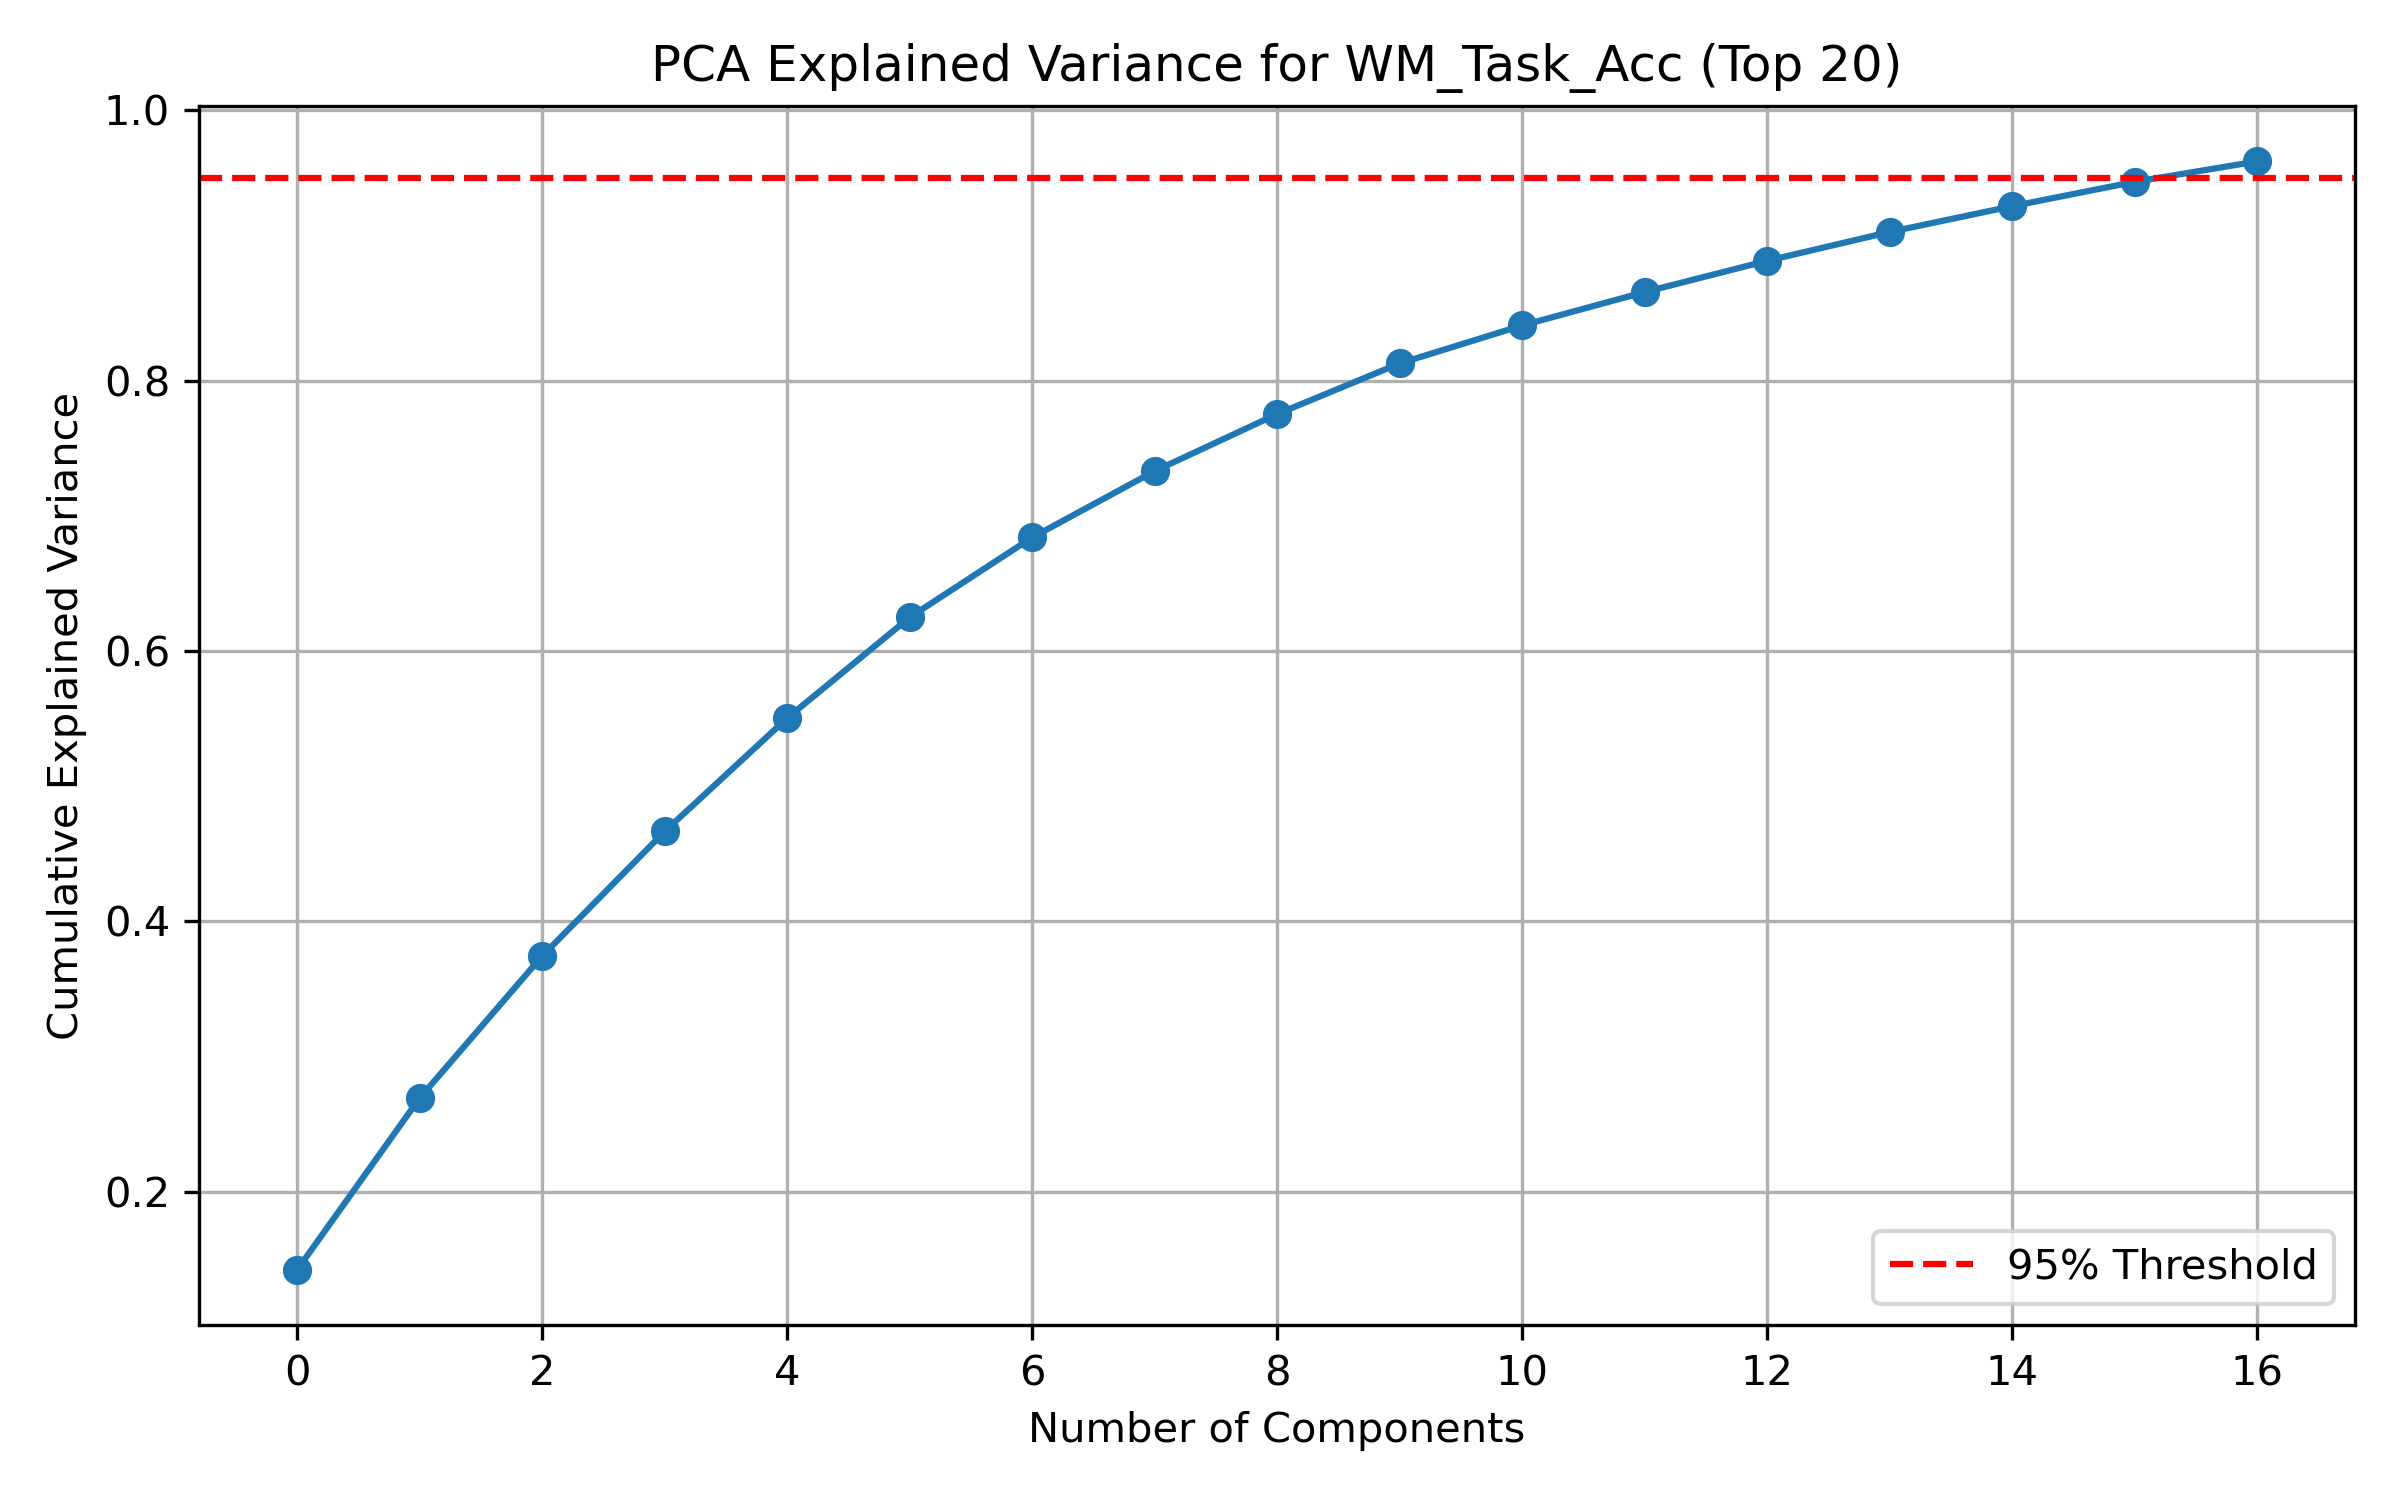 PCA Explained Variance for WM_Task_Acc (Top 20)
1.0
0.8
0.6
0.4
0.2
Cumulative Explained Variance
95% Threshold
0 2 4 6 8 10 12 14 16
Number of Components